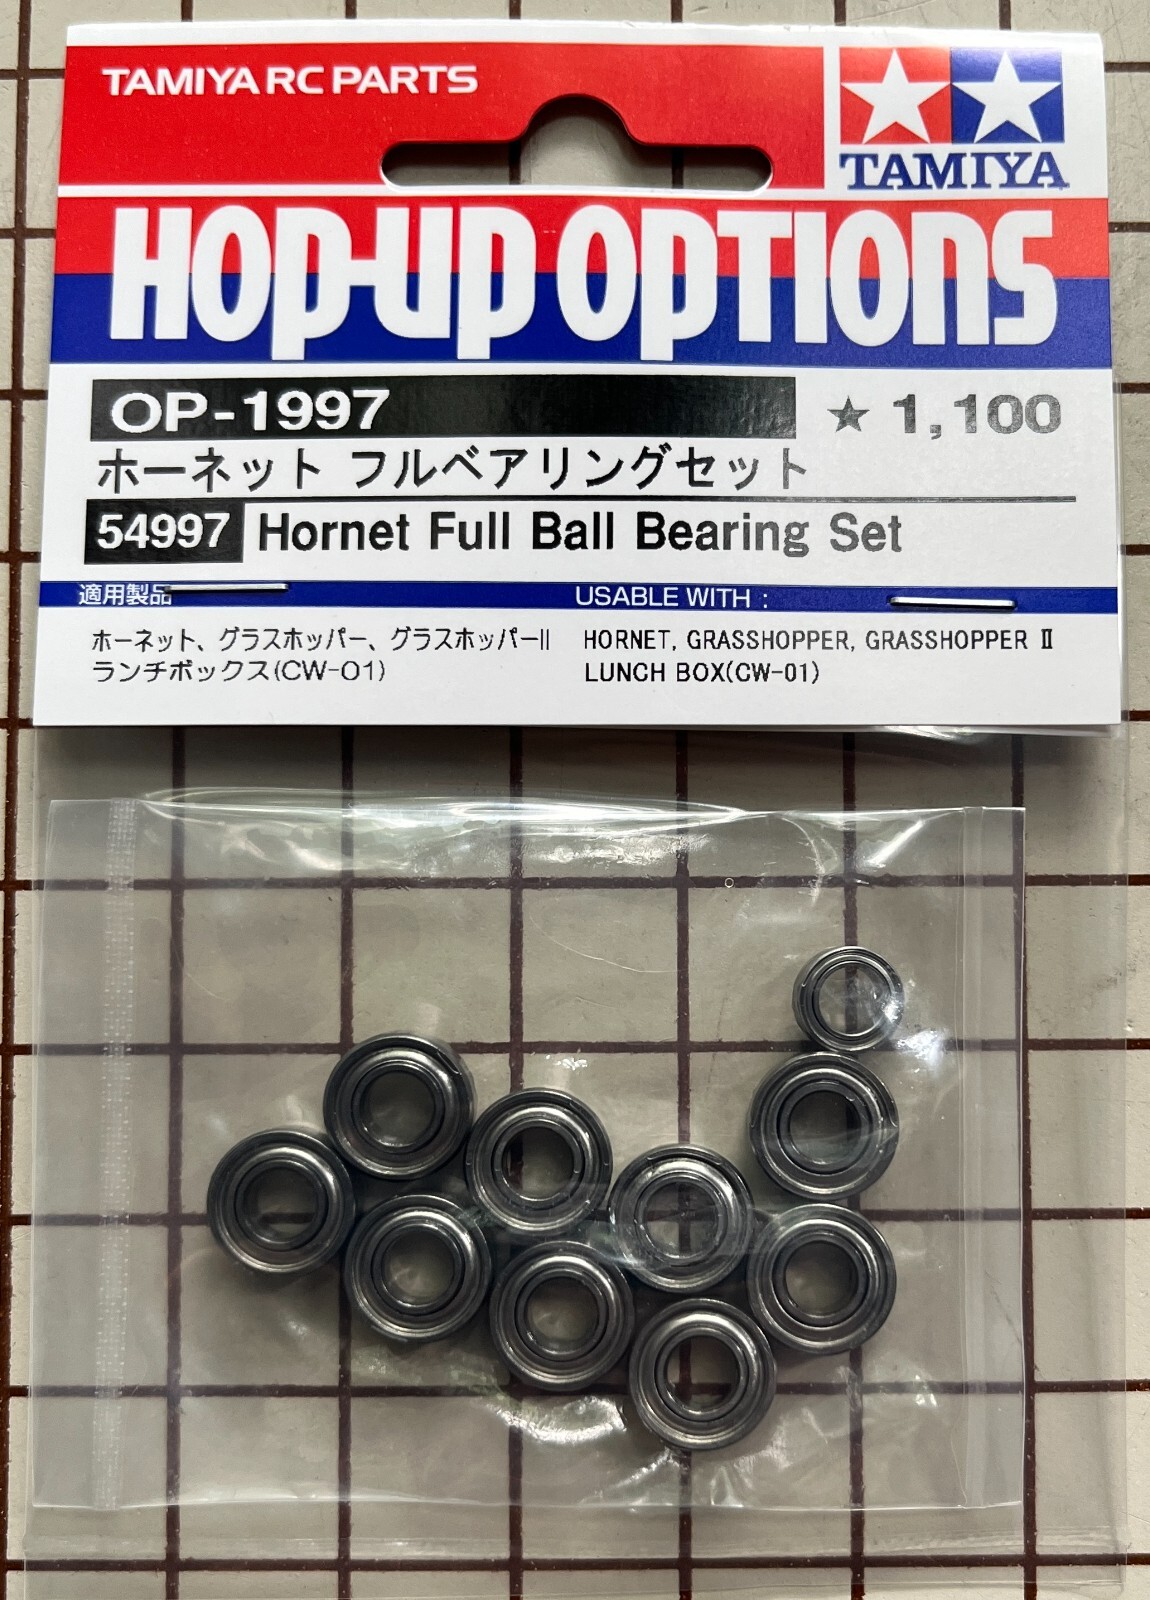 TAMIYA RC PARTS
TAMIYA
HOP-UP OPTIONS
OP-1997 ★ 1,100
ホーネット フルベアリングセット
54997 Hornet Full Ball Bearing Set
適用製品 USABLE WITH :
ホーネット、グラスホッパー、グラスホッパーII HORNET, GRASSHOPPER, GRASSHOPPER II
ランチボックス(CW-01) LUNCH BOX(CW-01)